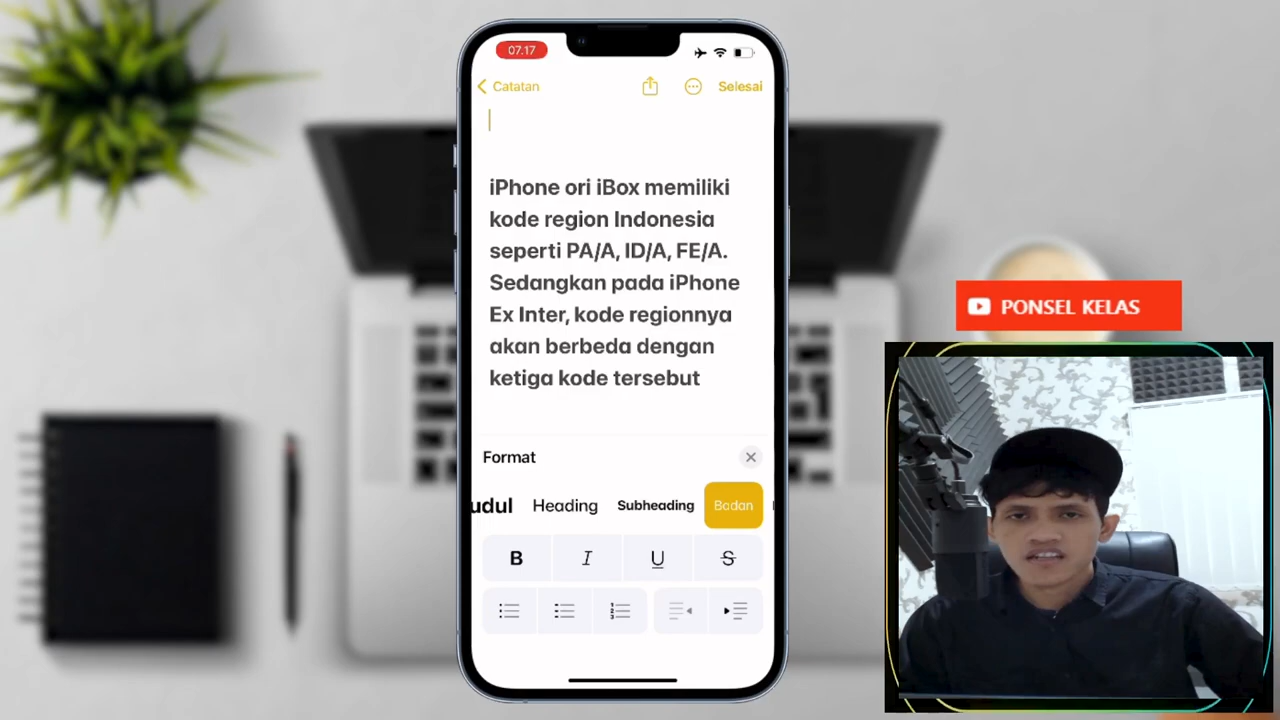 07.17
Catatan
Selesai
iPhone ori iBox memiliki
kode region Indonesia
seperti PA/A, ID/A, FE/A.
Sedangkan pada iPhone
Ex Inter, kode regionnya
akan berbeda dengan
ketiga kode tersebut
Format
udul Heading Subheading Badan
B I U S
PONSEL KELAS